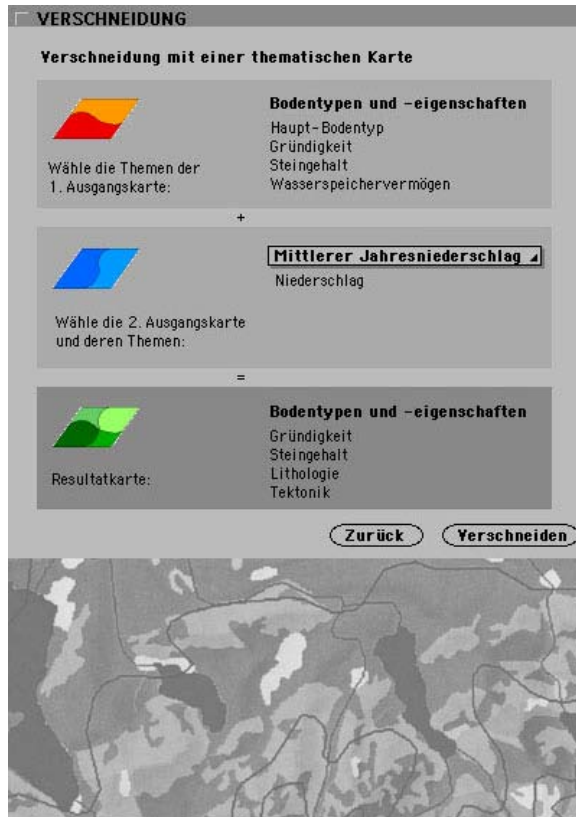 VERSCHNEIDUNG
Verschneidung mit einer thematischen Karte
Bodentypen und -eigenschaften
Haupt-Bodentyp
Gründigkeit
Steingehalt
Wasserspeichervermögen
Wähle die Themen der
1. Ausgangskarte:
+
Mittlerer Jahresniederschlag
Niederschlag
Wähle die 2. Ausgangskarte
und deren Themen:
=
Bodentypen und -eigenschaften
Gründigkeit
Steingehalt
Lithologie
Tektonik
Resultatkarte:
Zurück Verschneiden